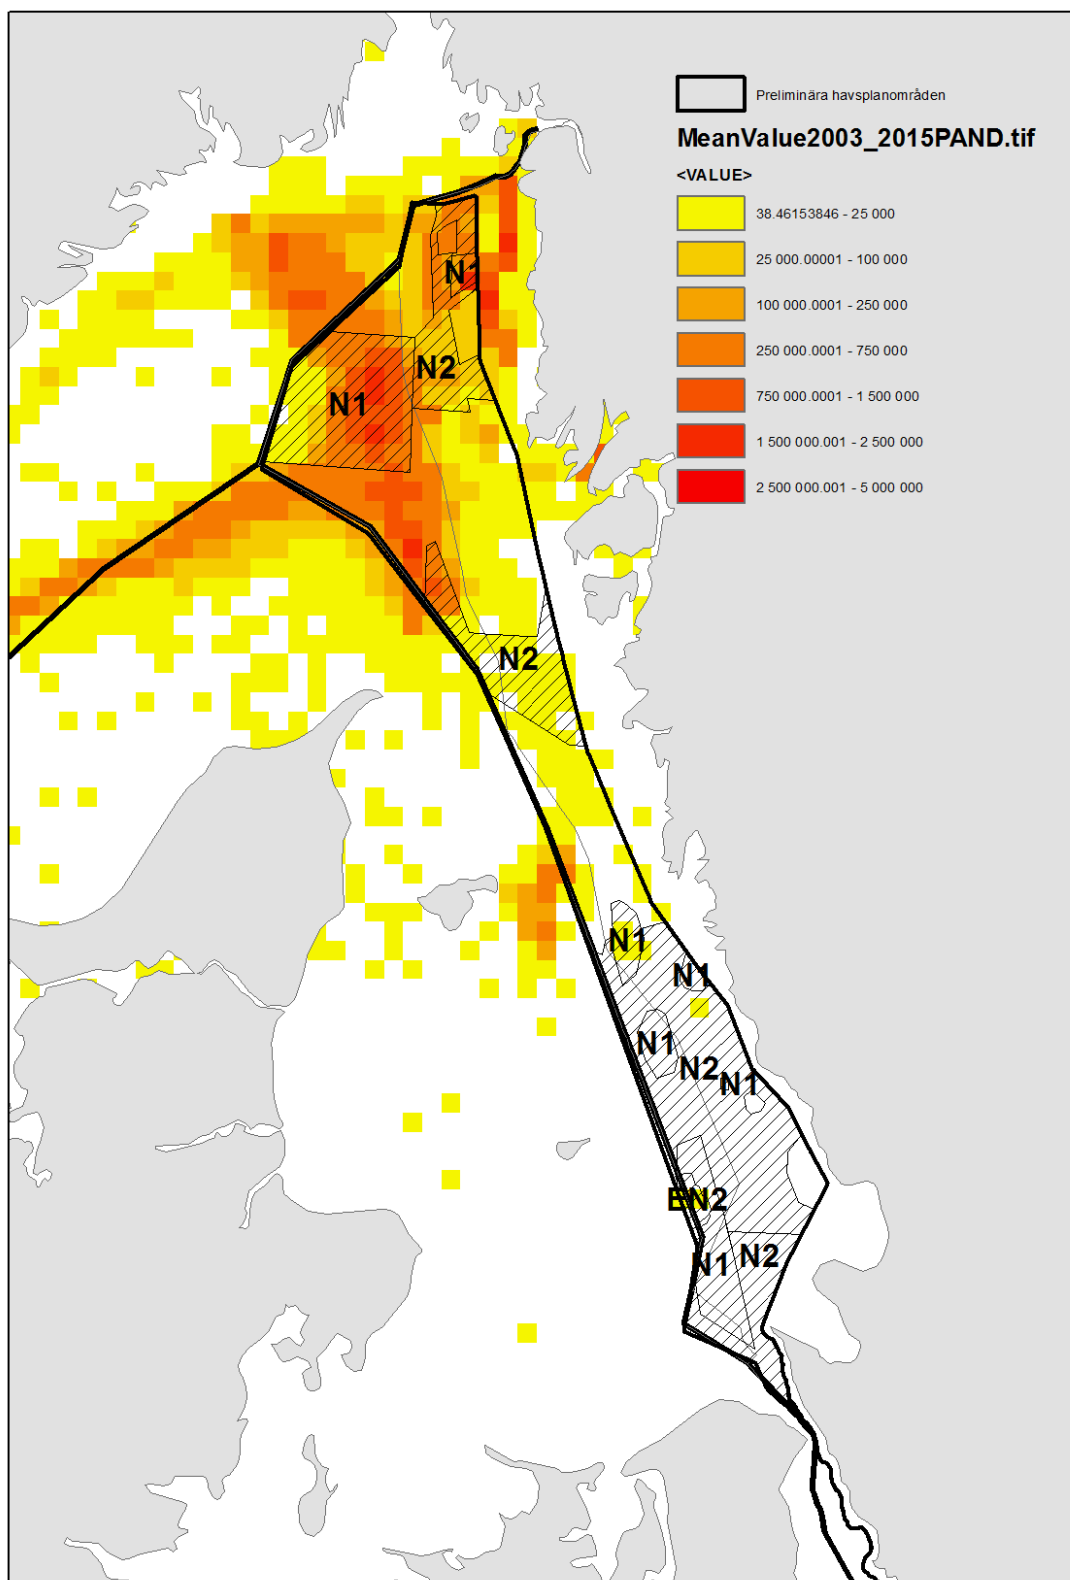 Preliminära havsplanområden
MeanValue2003_2015PAND.tif
<VALUE>
38.46153846 - 25 000
25 000.00001 - 100 000
100 000.0001 - 250 000
250 000.0001 - 750 000
750 000.0001 - 1 500 000
1 500 000.001 - 2 500 000
2 500 000.001 - 5 000 000
N1
N2
N1
N2
N1
N1
N1
N2
N1
EN2
N1
N2